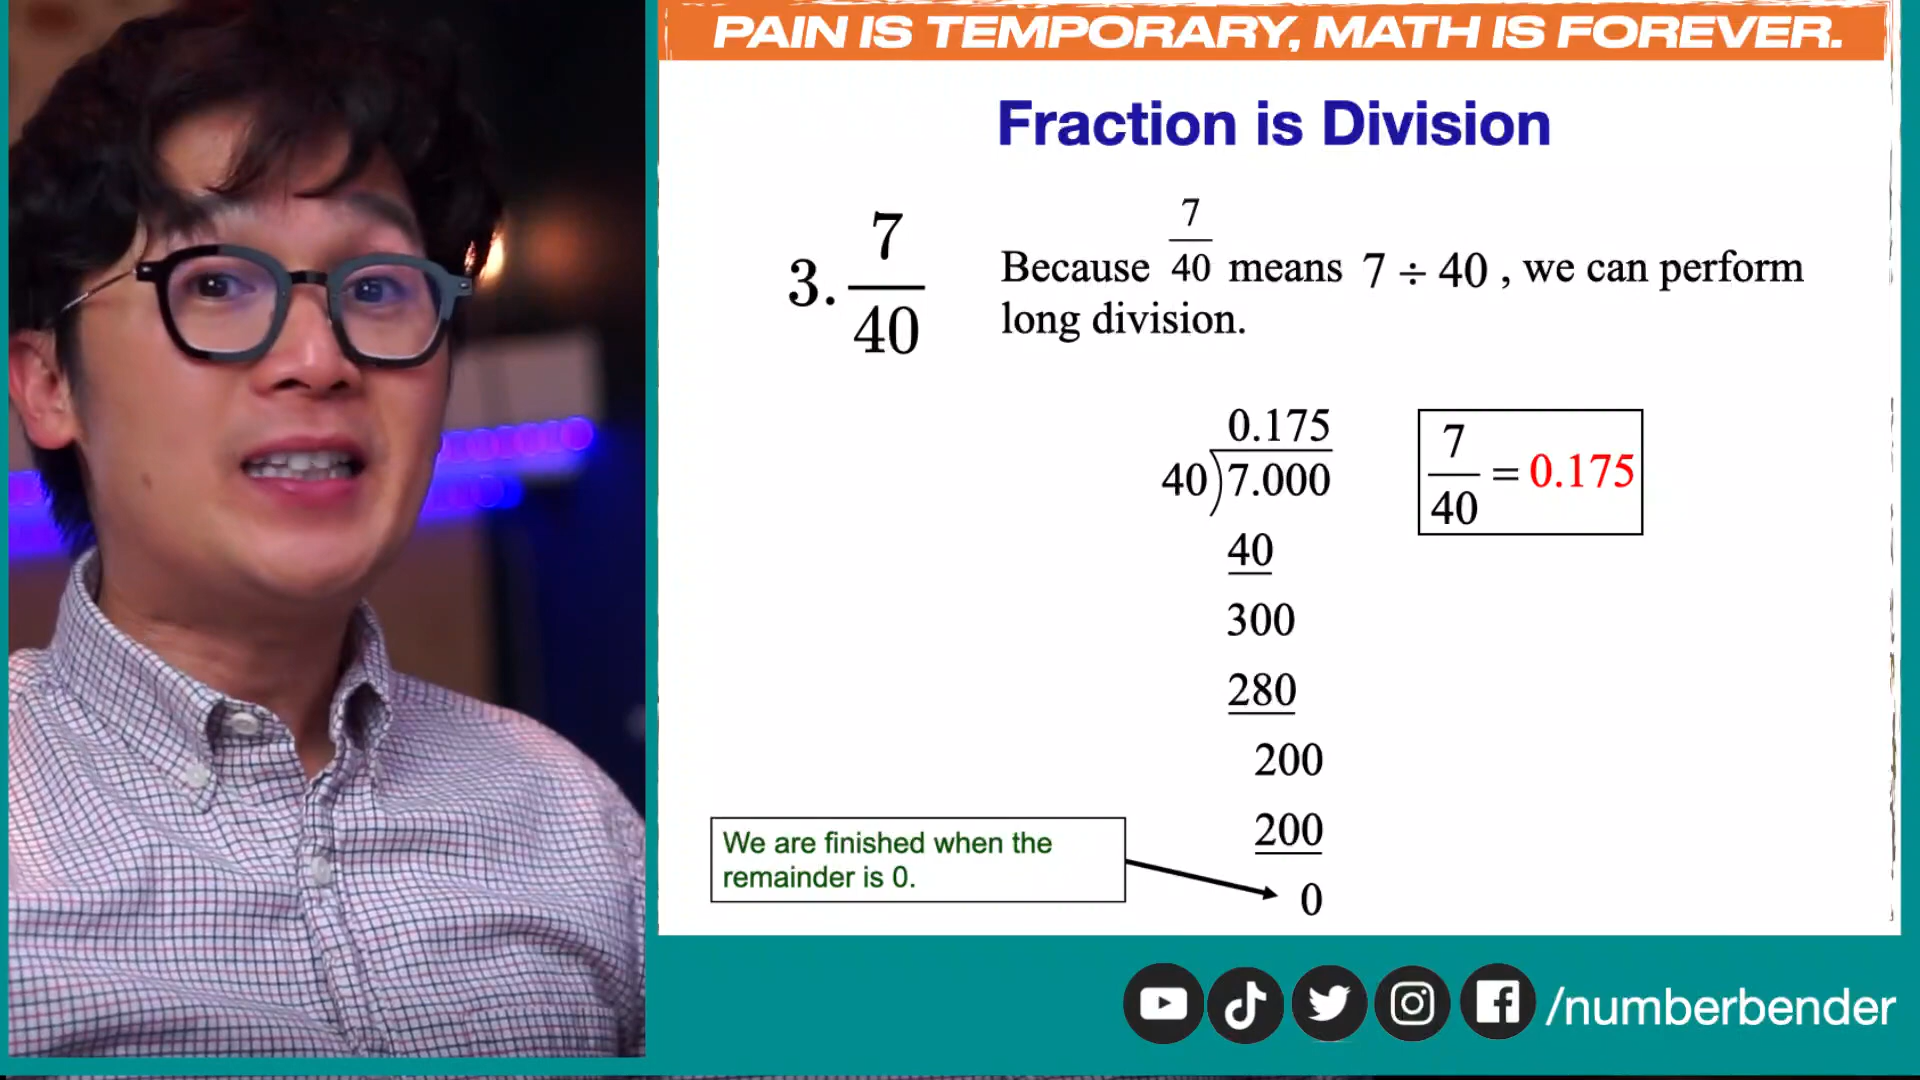 PAIN IS TEMPORARY, MATH IS FOREVER.
Fraction is Division
3. 7/40
Because 7/40 means 7 ÷ 40 , we can perform
long division.
0.175
40)7.000
40
300
280
200
200
0
7/40 = 0.175
We are finished when the
remainder is 0.
/numberbender